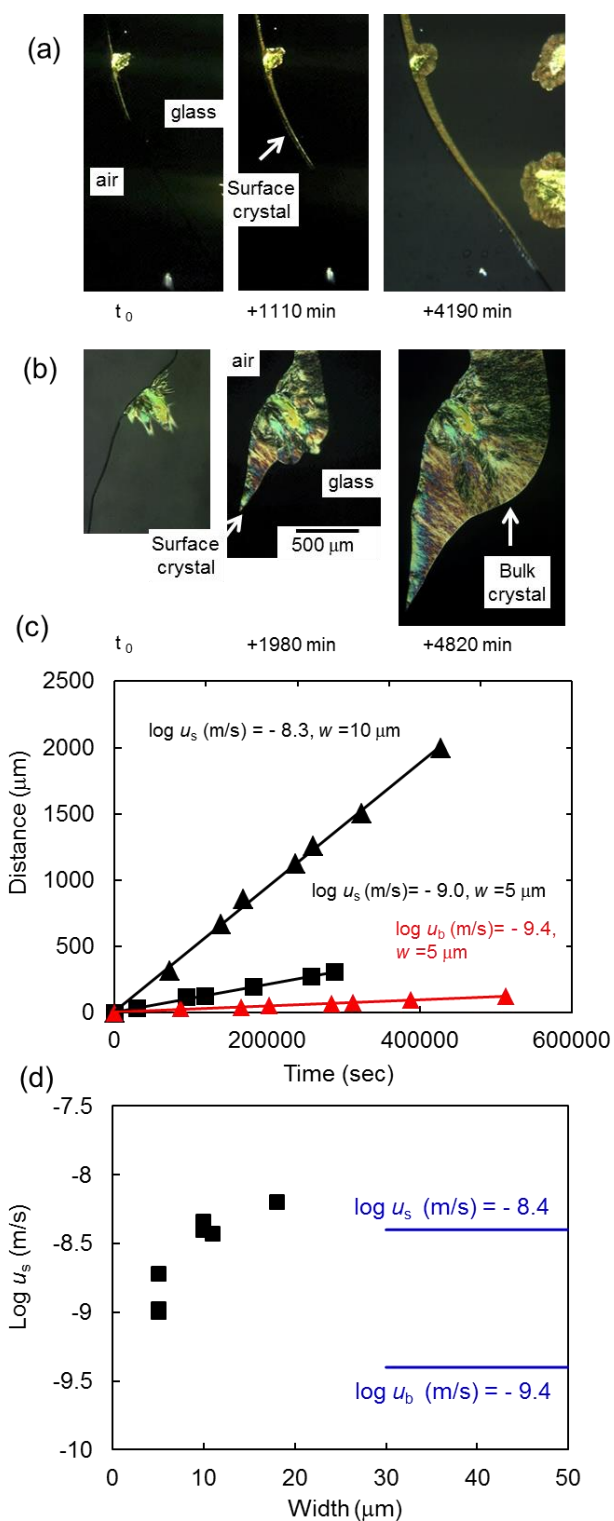 (a)
glass
air
Surface
crystal
t 0
+1110 min
+4190 min
(b)
air
glass
Surface
crystal
500 μm
Bulk
crystal
t 0
+1980 min
+4820 min
(c)
2500
2000
1500
1000
500
0
Distance (μm)
log us (m/s) = - 8.3, w =10 μm
log us (m/s)= - 9.0, w =5 μm
log ub (m/s)= - 9.4,
w =5 μm
0
200000
400000
600000
Time (sec)
(d)
-7.5
-8
-8.5
-9
-9.5
-10
Log us (m/s)
log us (m/s) = - 8.4
log ub (m/s) = - 9.4
0
10
20
30
40
50
Width (μm)